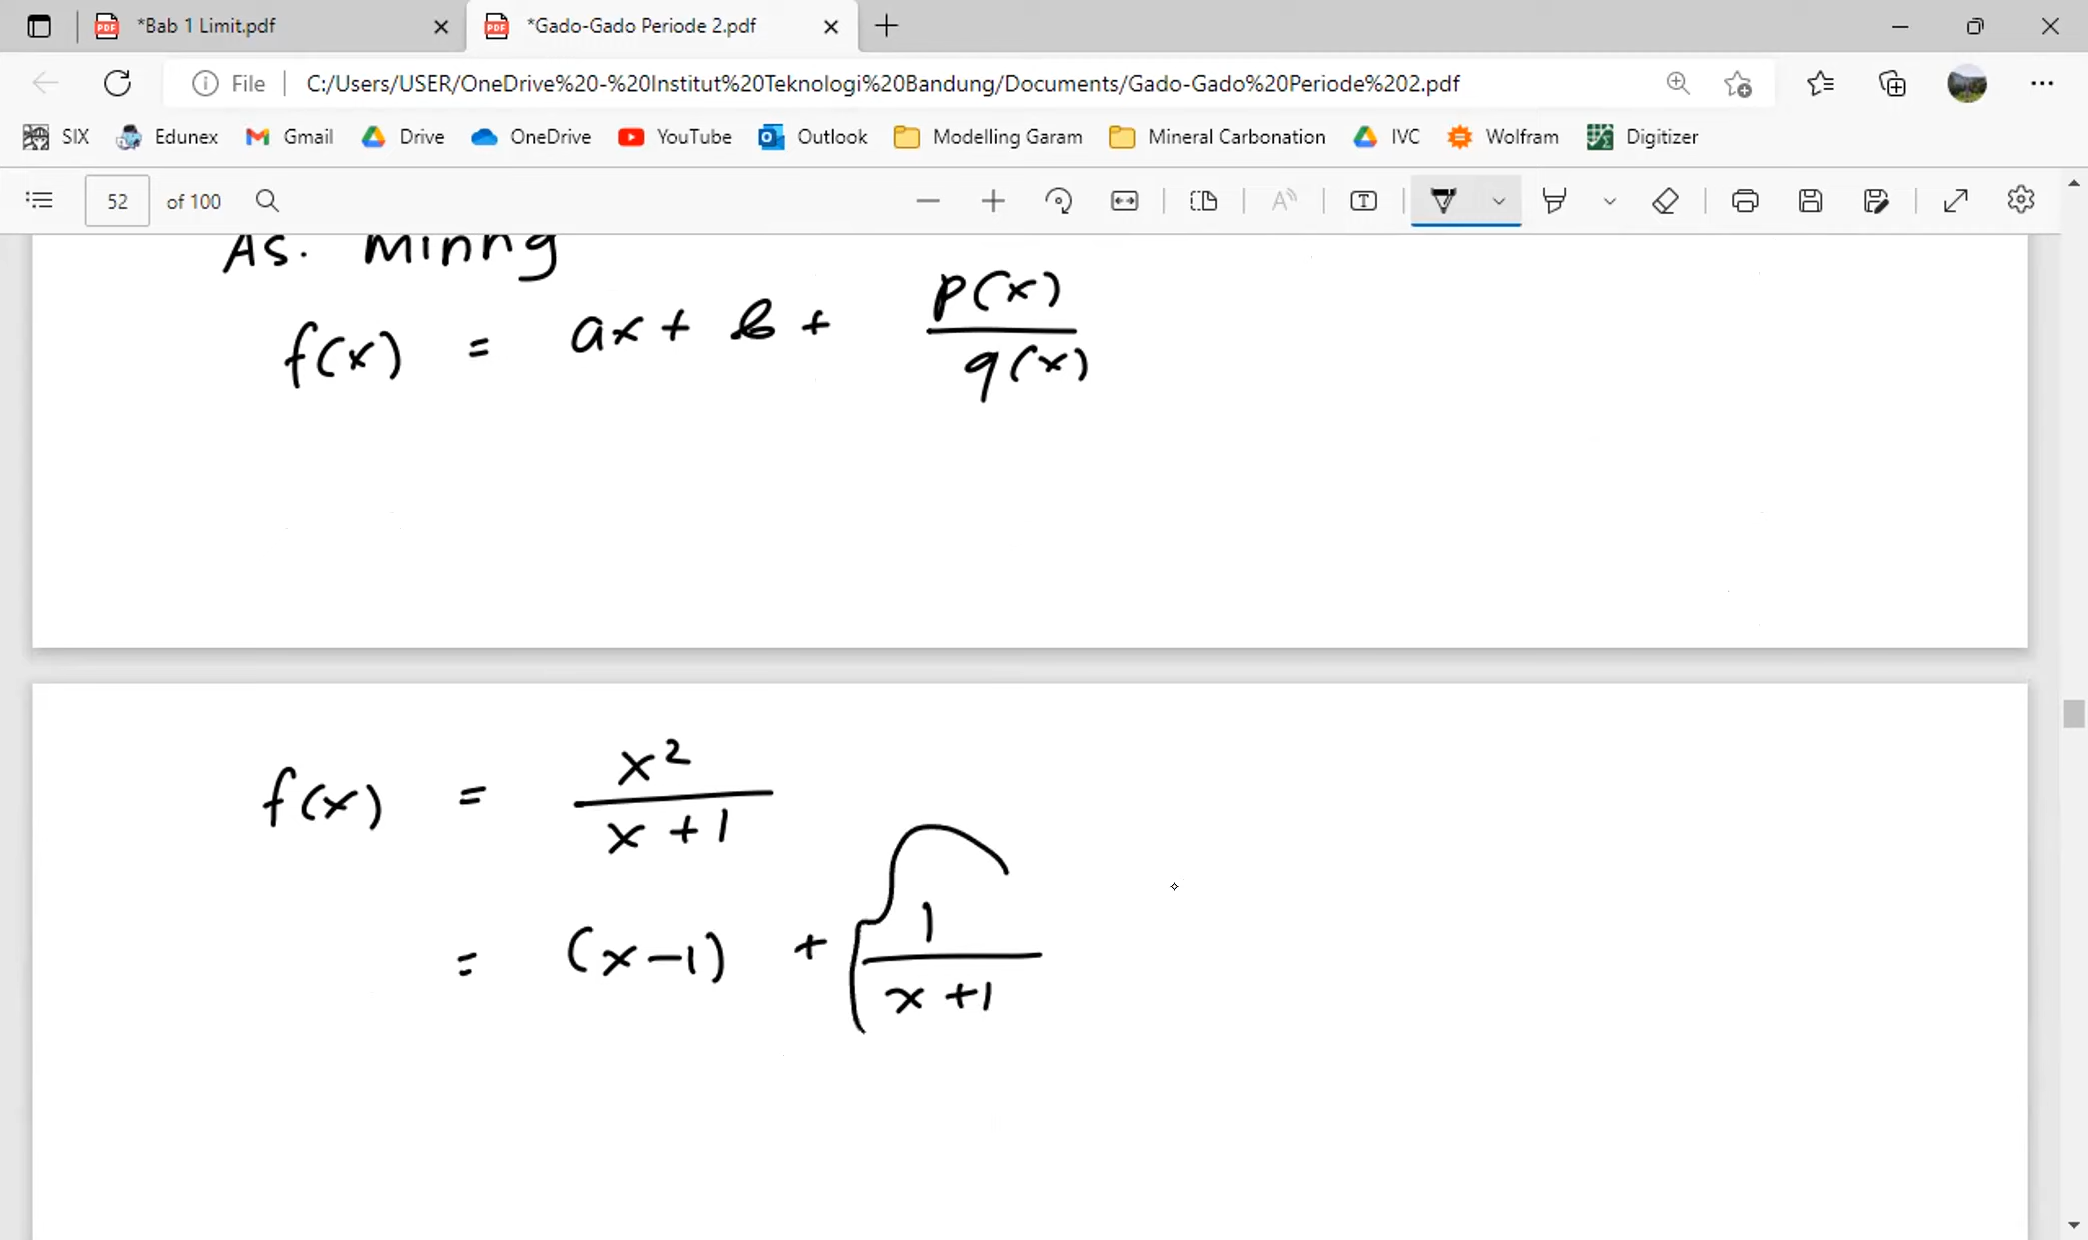 *Bab 1 Limit.pdf
*Gado-Gado Periode 2.pdf
File C:/Users/USER/OneDrive%20-%20Institut%20Teknologi%20Bandung/Documents/Gado-Gado%20Periode%202.pdf
SIX Edunex Gmail Drive OneDrive YouTube Outlook Modelling Garam Mineral Carbonation IVC Wolfram Digitizer
52 of 100
As. Miring
f(x) = ax + b + p(x)/q(x)
f(x) = x²/(x+1)
= (x-1) + 1/(x+1)